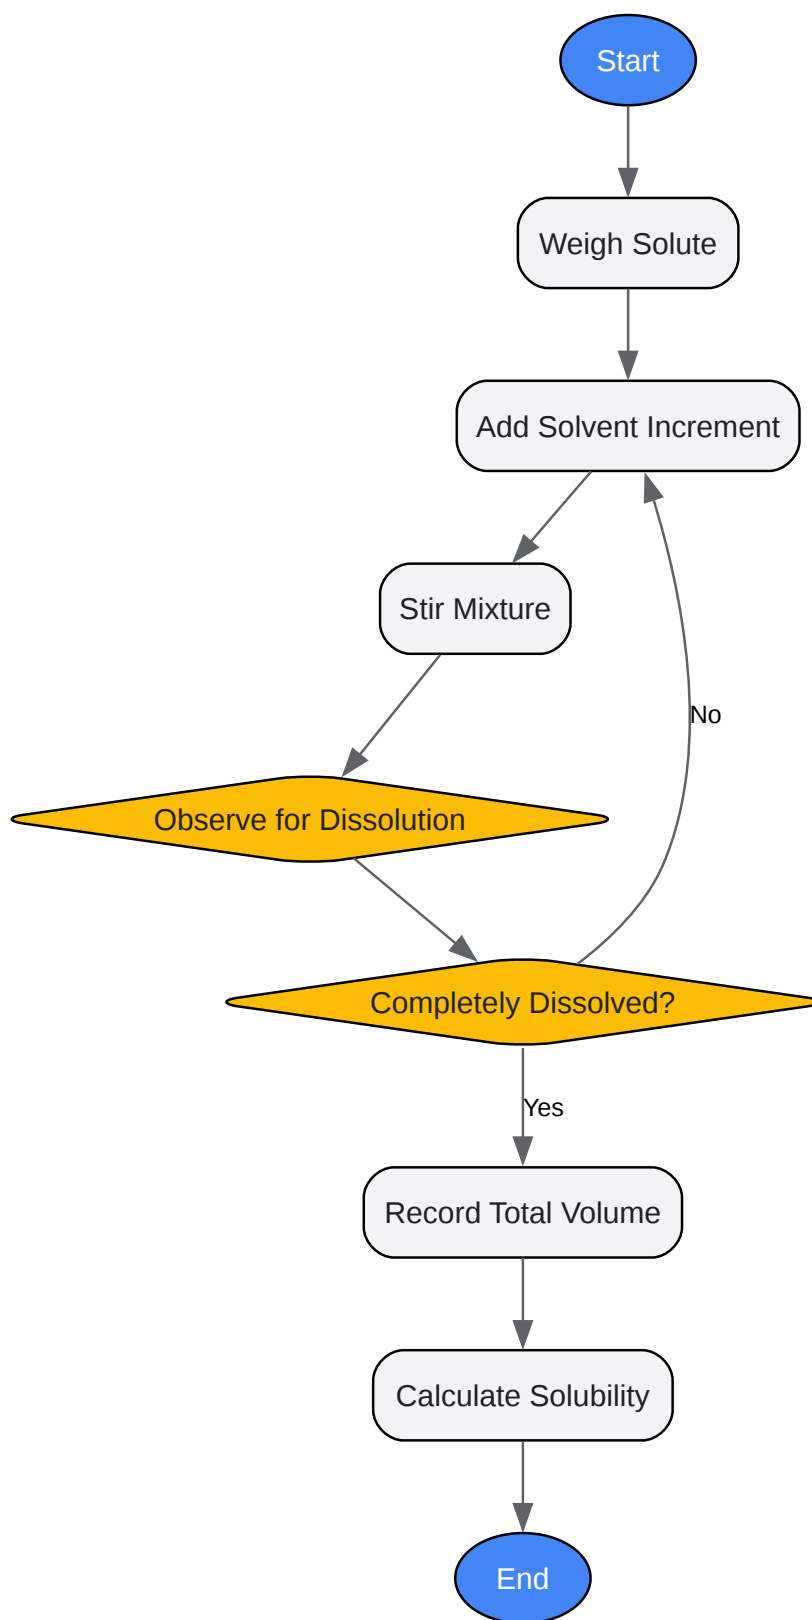 Start
Weigh Solute
Add Solvent Increment
Stir Mixture
No
Observe for Dissolution
Completely Dissolved?
Yes
Record Total Volume
Calculate Solubility
End